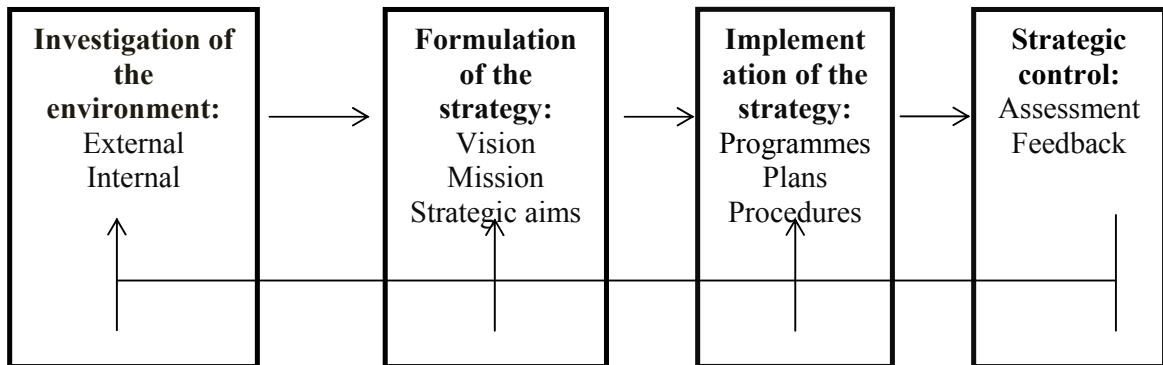 Investigation of
the
environment:
External
Internal
Formulation
of the
strategy:
Vision
Mission
Strategic aims
Implement
ation of the
strategy:
Programmes
Plans
Procedures
Strategic
control:
Assessment
Feedback